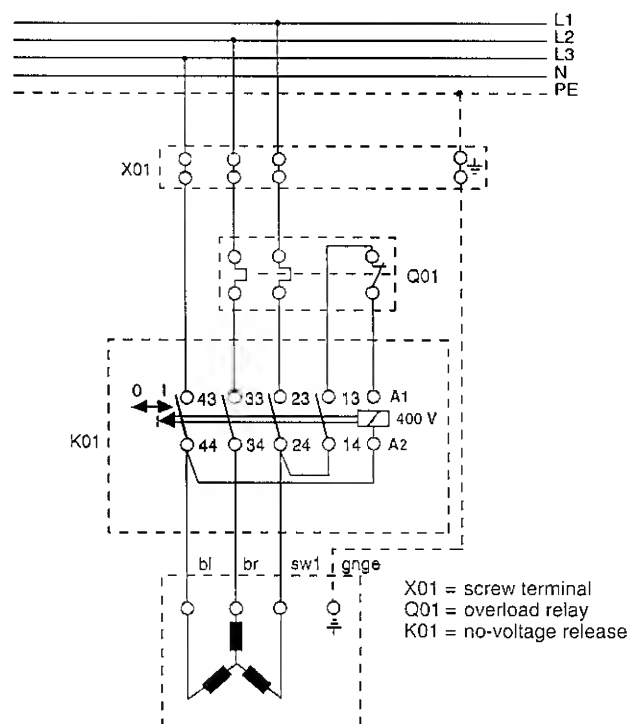 L1
L2
L3
N
PE
X01
Q01
0 1
43 33 23 13 A1
400 V
K01
44 34 24 14 A2
bl br sw1 gnge
X01 = screw terminal
Q01 = overload relay
K01 = no-voltage release